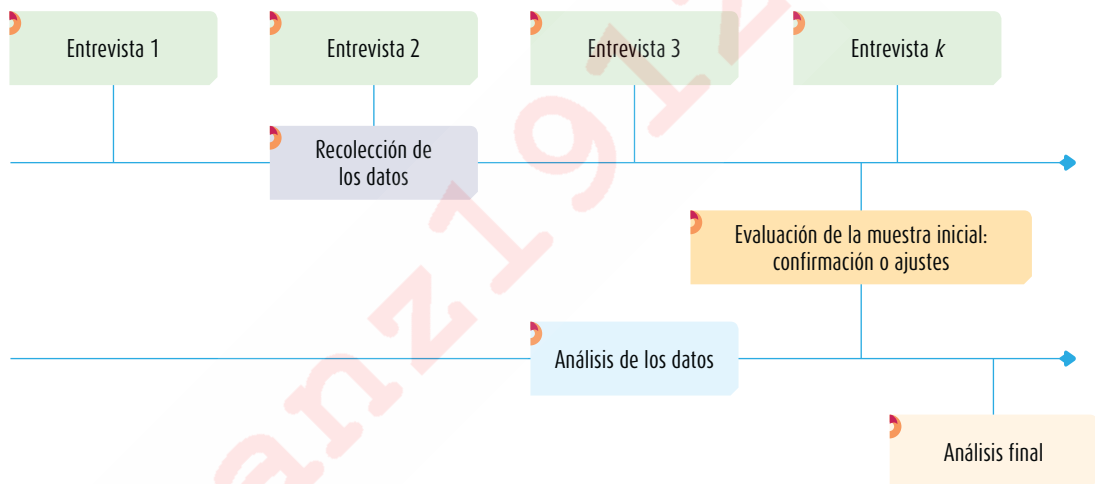 Entrevista 1
Entrevista 2
Entrevista 3
Entrevista k
Recolección de
los datos
Evaluación de la muestra inicial:
confirmación o ajustes
Análisis de los datos
Análisis final
anz1912